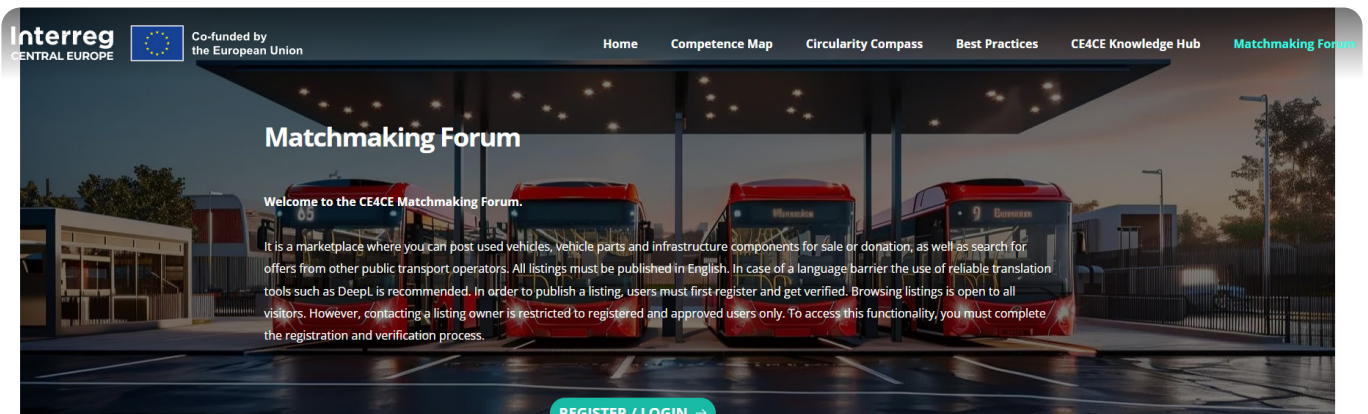 Interreg
CENTRAL EUROPE
Co-funded by
the European Union
Home
Competence Map
Circularity Compass
Best Practices
CE4CE Knowledge Hub
Matchmaking Forum
Matchmaking Forum
Welcome to the CE4CE Matchmaking Forum.
It is a marketplace where you can post used vehicles, vehicle parts and infrastructure components for sale or donation, as well as search for
offers from other public transport operators. All listings must be published in English. In case of a language barrier the use of reliable translation
tools such as DeepL is recommended. In order to publish a listing, users must first register and get verified. Browsing listings is open to all
visitors. However, contacting a listing owner is restricted to registered and approved users only. To access this functionality, you must complete
the registration and verification process.
REGISTER / LOGIN →